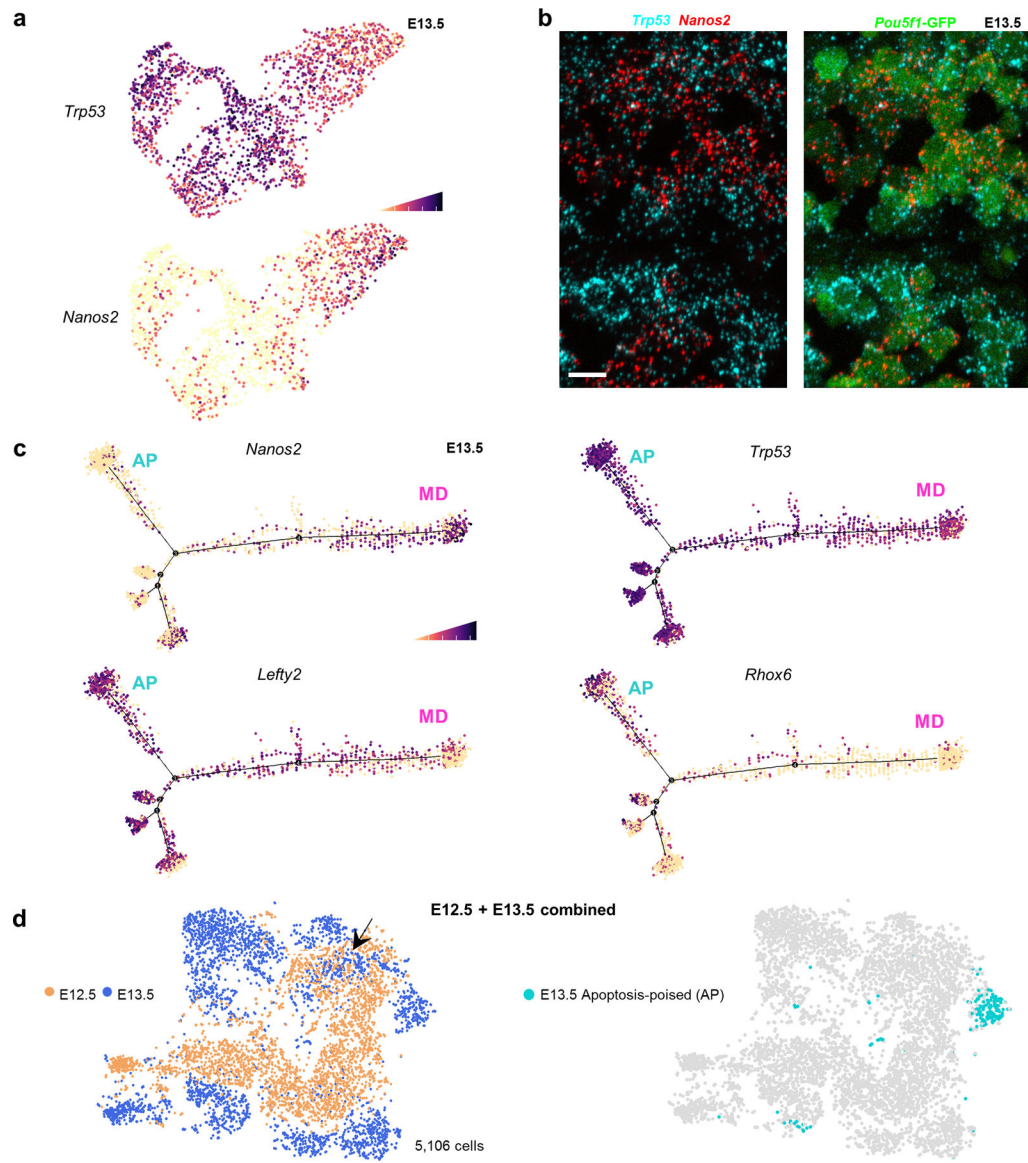 a
E13.5
Trp53
Nanos2
b
Trp53 Nanos2
Pou5f1-GFP E13.5
c
Nanos2
E13.5
AP
MD
Trp53
AP
MD
Lefty2
AP
MD
Rhox6
AP
MD
d
E12.5 + E13.5 combined
E12.5 E13.5
E13.5 Apoptosis-poised (AP)
5,106 cells